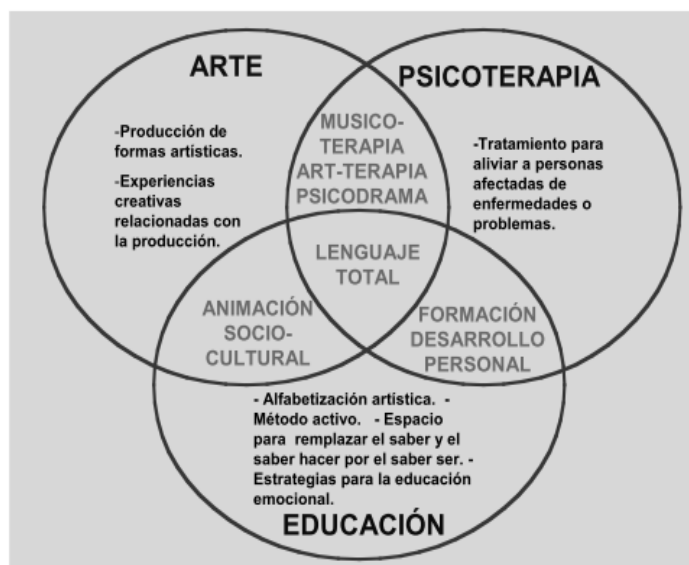 ARTE
-Producción de
formas artísticas.
-Experiencias
creativas
relacionadas con
la producción.
PSICOTERAPIA
-Tratamiento para
aliviar a personas
afectadas de
enfermedades o
problemas.
MUSICO-
TERAPIA
ART-TERAPIA
PSICODRAMA
LENGUAJE
TOTAL
ANIMACIÓN
SOCIO-
CULTURAL
FORMACIÓN
DESARROLLO
PERSONAL
- Alfabetización artística. -
Método activo. - Espacio
para remplazar el saber y el
saber hacer por el saber ser. -
Estrategias para la educación
emocional.
EDUCACIÓN